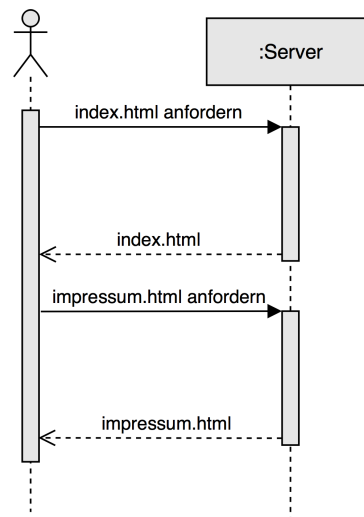 :Server
index.html anfordern
index.html
impressum.html anfordern
impressum.html